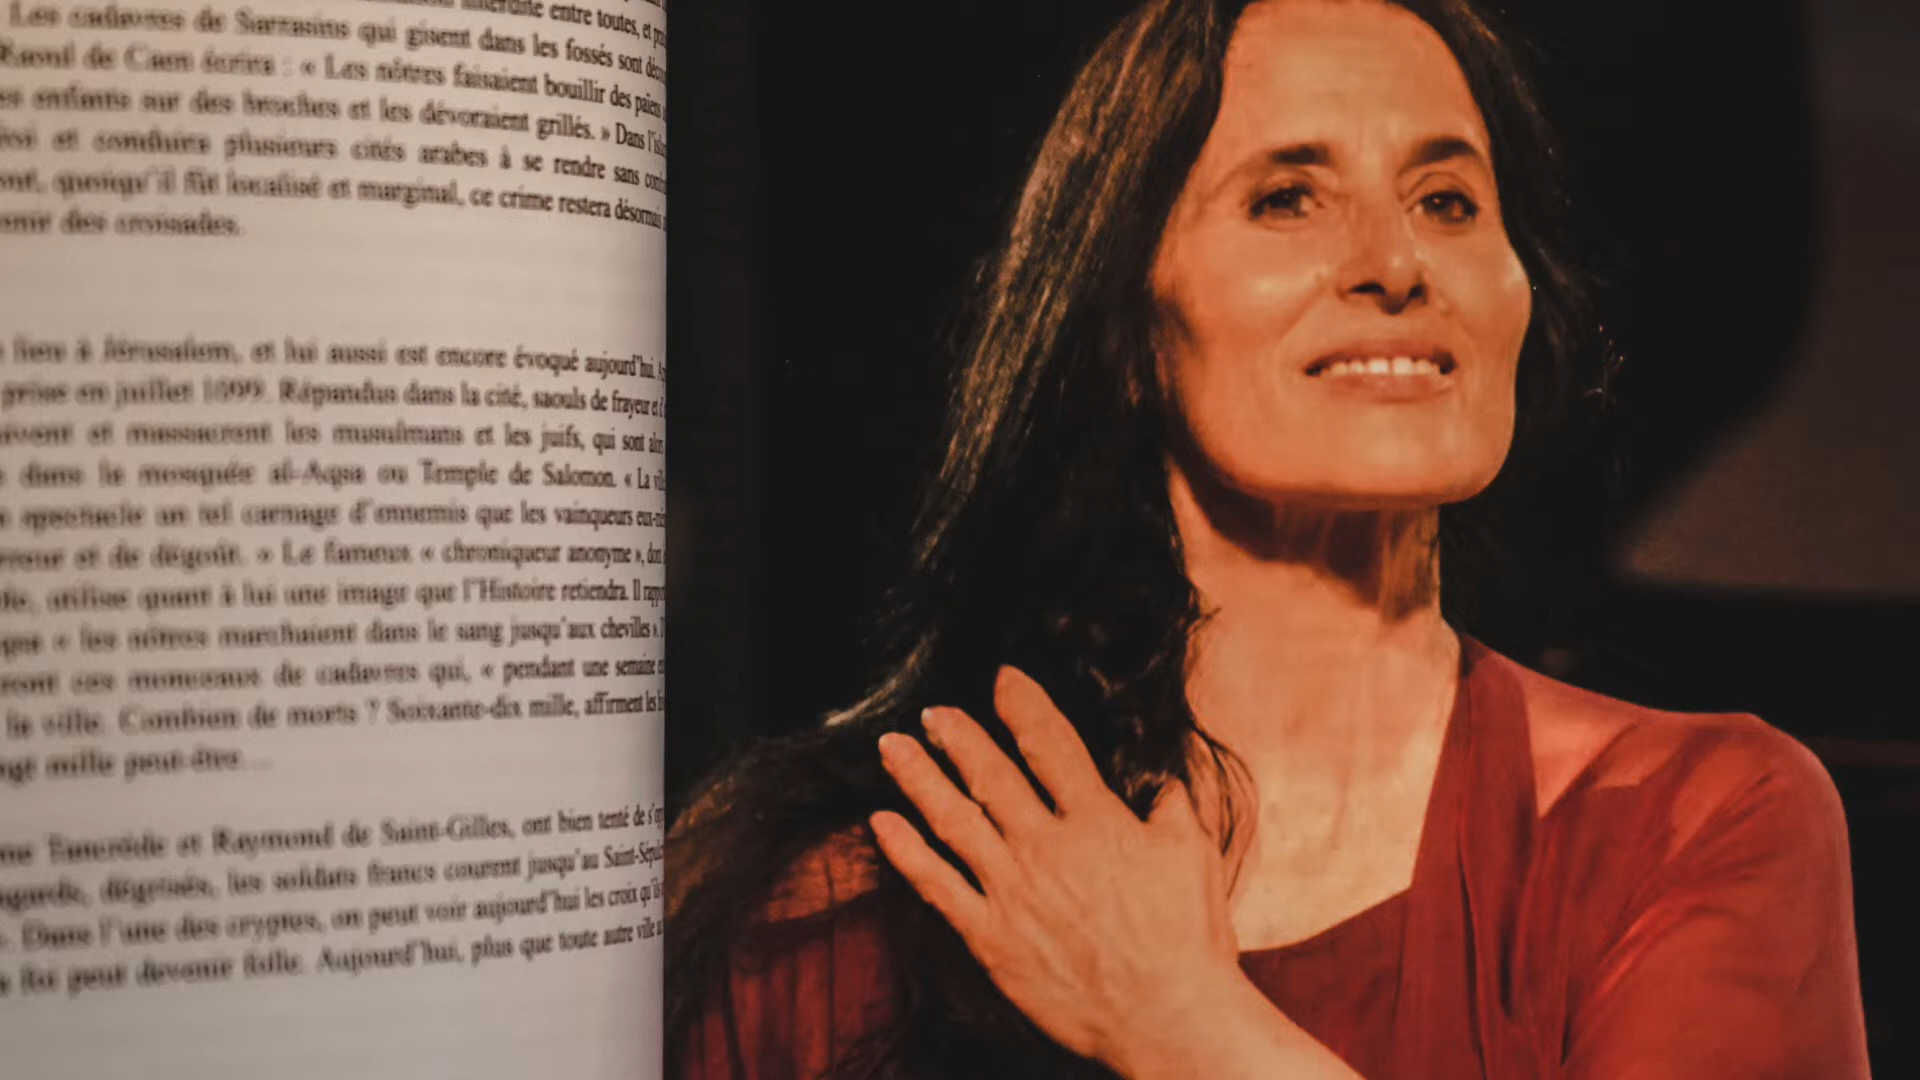 interdite entre toutes, et
Les cadavres de Sarrasins qui gisent dans les fossés sont
Raoul de Caen écrira : « Les nôtres faisaient bouillir des païens
enfants sur des broches et les dévoraient grillés. » Dans
et conduira plusieurs cités arabes à se rendre sans
quoiqu'il fût localisé et marginal, ce crime restera désormais
des croisades.
lieu à Jérusalem, et lui aussi est encore évoqué aujourd'hui.
prise en juillet 1099. Répandus dans la cité, saouls de frayeur et
et massacrent les musulmans et les juifs, qui sont
dans la mosquée al-Aqsa ou Temple de Salomon. « La
spectacle un tel carnage d'ennemis que les vainqueurs
et de dégoût. » Le fameux « chroniqueur anonyme », dont
utilise quant à lui une image que l'Histoire retiendra. Il
que « les nôtres marchaient dans le sang jusqu'aux chevilles ».
ces monceaux de cadavres qui, « pendant une semaine
la ville. Combien de morts ? Soixante-dix mille, affirment les
mille peut-être...
Tancrède et Raymond de Saint-Gilles, ont bien tenté de
dégrisés, les soldats francs courent jusqu'au
Dans l'une des cryptes, on peut voir aujourd'hui les croix
foi peut devenir folie. Aujourd'hui, plus que toute autre ville